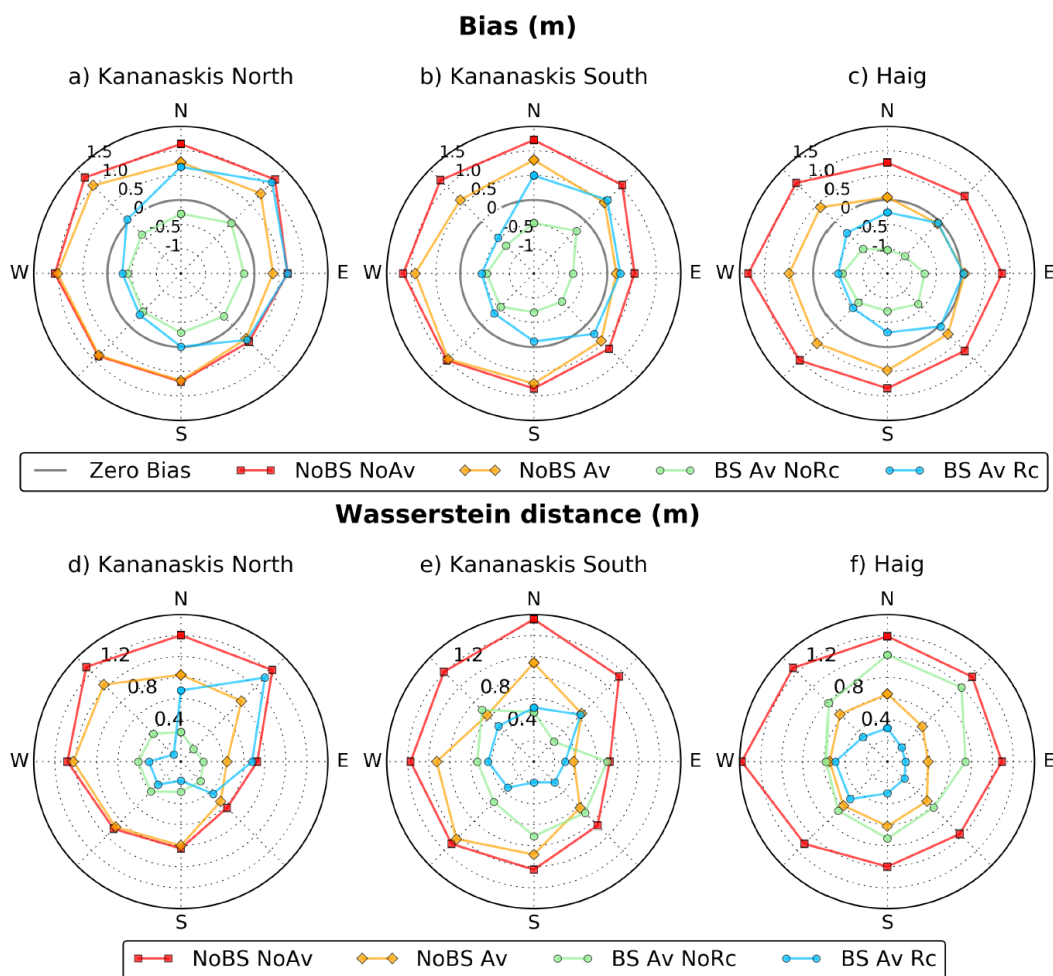 Bias (m)
a) Kananaskis North
b) Kananaskis South
c) Haig
N
N
N
1.5
1.0
0.5
0
-0.5
-1
1.5
1.0
0.5
0
-0.5
-1
1.5
1.0
0.5
0
-0.5
-1
W
E
W
E
W
E
S
S
S
Zero Bias
NoBS NoAv
NoBS Av
BS Av NoRc
BS Av Rc
Wasserstein distance (m)
d) Kananaskis North
e) Kananaskis South
f) Haig
N
N
N
1.2
0.8
0.4
1.2
0.8
0.4
1.2
0.8
0.4
W
E
W
E
W
E
S
S
S
NoBS NoAv
NoBS Av
BS Av NoRc
BS Av Rc